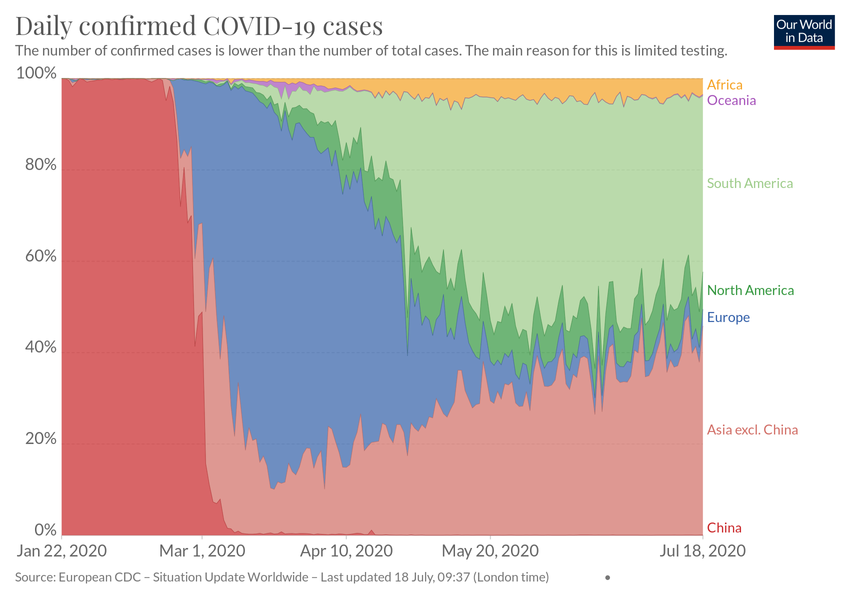 Daily confirmed COVID-19 cases
The number of confirmed cases is lower than the number of total cases. The main reason for this is limited testing.
Our World
in Data
100%
80%
60%
40%
20%
0%
Africa
Oceania
South America
North America
Europe
Asia excl. China
China
Jan 22, 2020
Mar 1, 2020
Apr 10, 2020
May 20, 2020
Jul 18, 2020
Source: European CDC – Situation Update Worldwide – Last updated 18 July, 09:37 (London time)